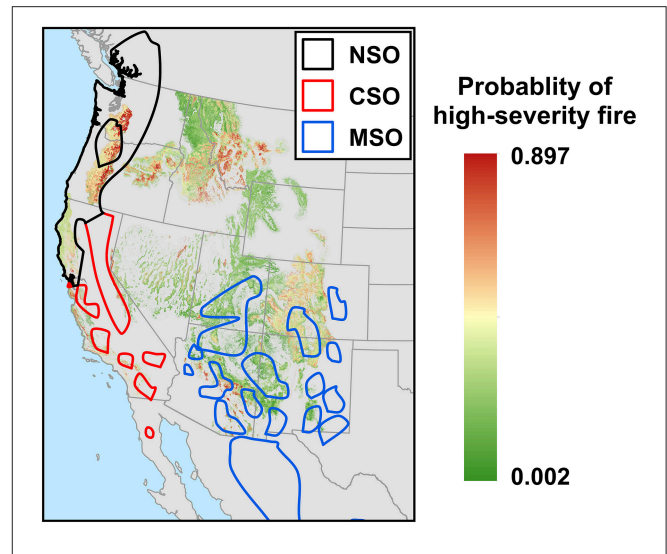 NSO
CSO
MSO
Probablity of
high-severity fire
0.897
0.002